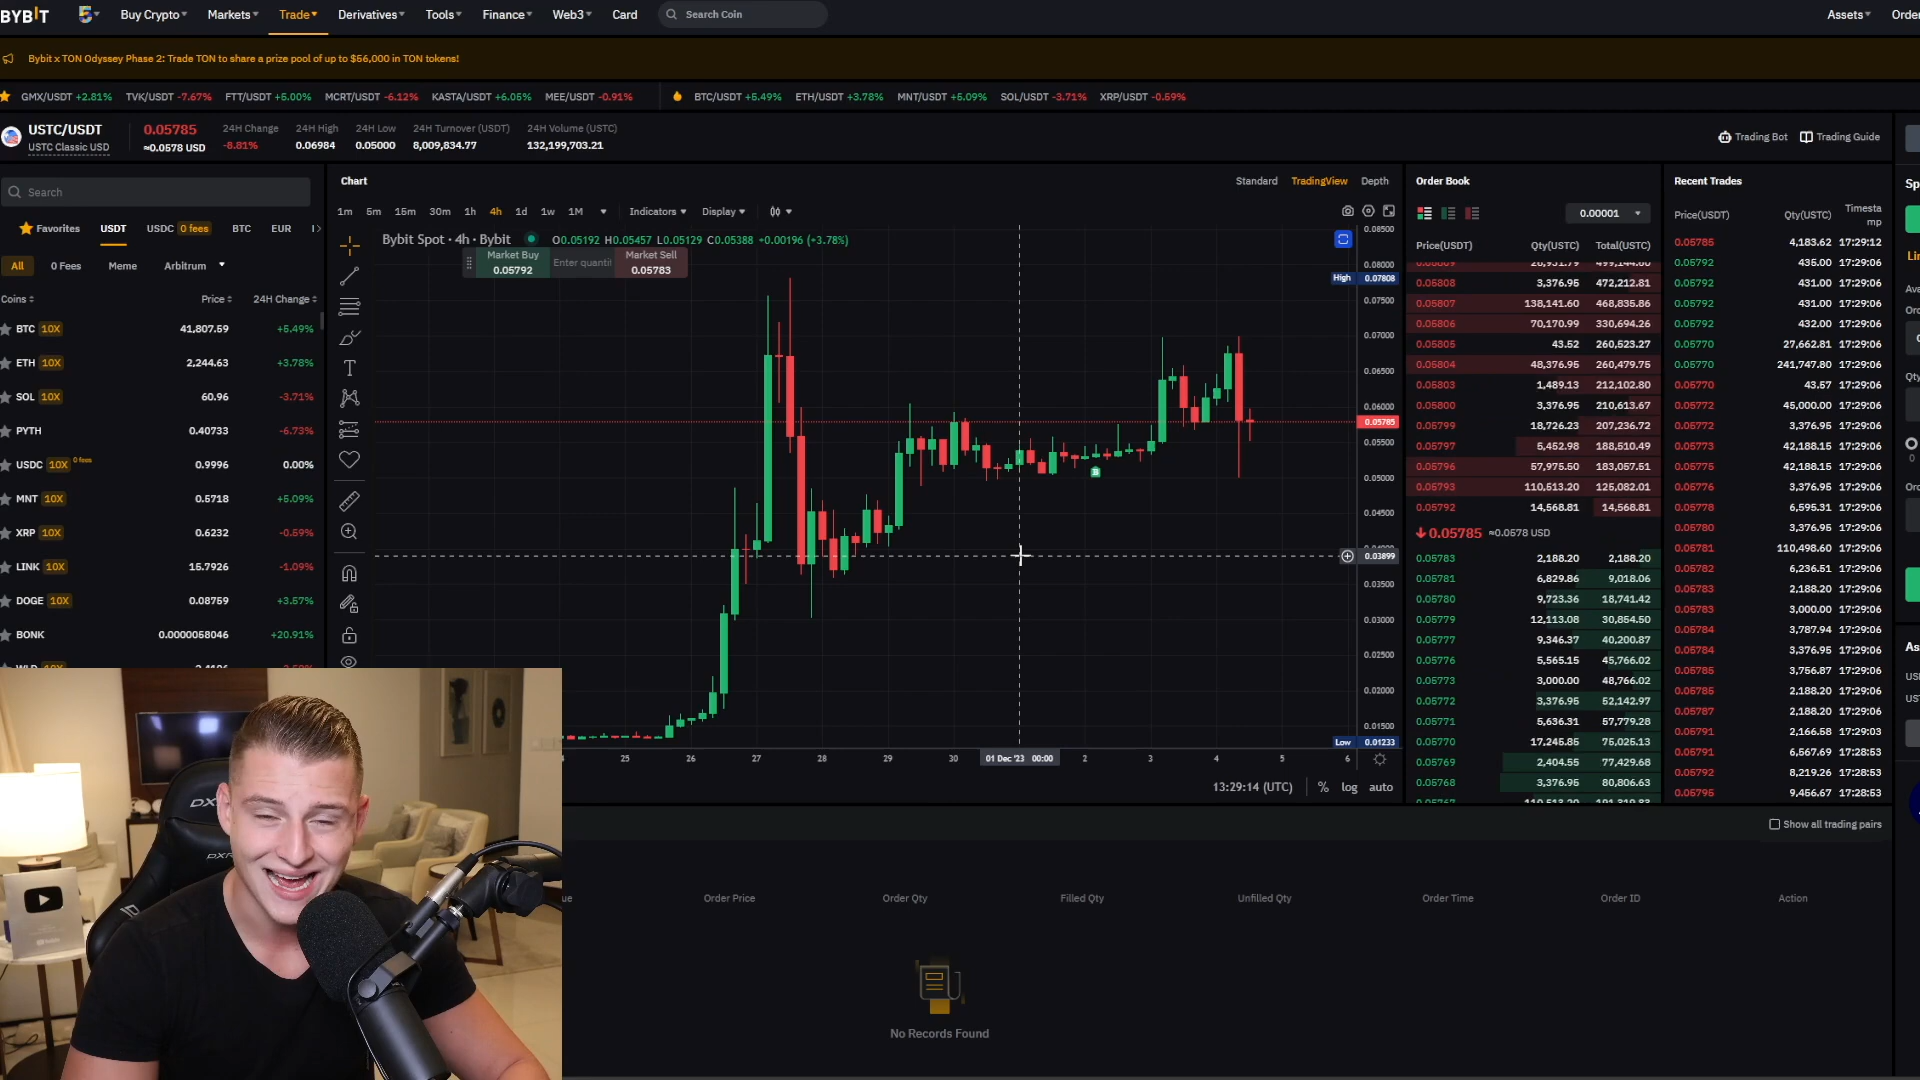 BYBIT
Buy Crypto
Markets
Trade
Derivatives
Tools
Finance
Web3
Card
Search Coin
Assets
Bybit x TON Odyssey Phase 2: Trade TON to share a prize pool of up to $56,000 in TON tokens!
GMX/USDT +2.81% TVK/USDT -7.67% FTT/USDT +5.00% MCRT/USDT -6.12% KASTA/USDT +6.05% MEE/USDT -0.91% BTC/USDT +5.49% ETH/USDT +3.78% MNT/USDT +5.09% SOL/USDT -3.71% XRP/USDT -0.59%
USTC/USDT 0.05785 24H Change 24H High 24H Low 24H Turnover (USDT) 24H Volume (USTC)
USTC Classic USD ≈0.0578 USD -8.81% 0.06984 0.05000 8,009,834.77 132,199,703.21
Trading Bot Trading Guide
Search
Favorites USDT USDC 0 fees BTC EUR
All 0 Fees Meme Arbitrum
Coins Price 24H Change
BTC 10X 41,807.59 +5.49%
ETH 10X 2,244.63 +3.78%
SOL 10X 60.96 -3.71%
PYTH 0.40733 -6.73%
USDC 10X 0 fees 0.9996 0.00%
MNT 10X 0.5718 +5.09%
XRP 10X 0.6232 -0.59%
LINK 10X 15.7926 -1.09%
DOGE 10X 0.08759 +3.57%
BONK 0.0000058046 +20.91%
Chart
Standard TradingView Depth
1m 5m 15m 30m 1h 4h 1d 1w 1M Indicators Display
Bybit Spot · 4h · Bybit O0.05192 H0.05457 L0.05129 C0.05388 +0.00196 (+3.78%)
Market Buy Enter quantit Market Sell
0.05792 0.05783
0.08500
0.08000
High 0.07808
0.07500
0.07000
0.06500
0.06000
0.05785
0.05500
0.05000
0.04500
0.03899
0.03500
0.03000
0.02500
0.02000
0.01500
Low 0.01233
25 26 27 28 29 30 01 Dec '23 00:00 2 3 4 5 6
13:29:14 (UTC) % log auto
Order Book
0.00001
Price(USDT) Qty(USTC) Total(USTC)
0.05808 3,376.95 472,212.81
0.05807 138,141.60 468,835.86
0.05806 70,170.99 330,694.26
0.05805 43.52 260,523.27
0.05804 48,376.95 260,479.75
0.05803 1,489.13 212,102.80
0.05800 3,376.95 210,613.67
0.05799 18,726.23 207,236.72
0.05797 5,452.98 188,510.49
0.05796 57,975.50 183,057.51
0.05793 110,513.20 125,082.01
0.05792 14,568.81 14,568.81
0.05785 ≈0.0578 USD
0.05783 2,188.20 2,188.20
0.05781 6,829.86 9,018.06
0.05780 9,723.36 18,741.42
0.05779 12,113.08 30,854.50
0.05777 9,346.37 40,200.87
0.05776 5,565.15 45,766.02
0.05773 3,000.00 48,766.02
0.05772 3,376.95 52,142.97
0.05771 5,636.31 57,779.28
0.05770 17,245.85 75,025.13
0.05769 2,404.55 77,429.68
0.05768 3,376.95 80,806.63
Recent Trades
Price(USDT) Qty(USTC) Timesta
mp
0.05785 4,183.62 17:29:12
0.05792 435.00 17:29:06
0.05792 431.00 17:29:06
0.05792 431.00 17:29:06
0.05792 432.00 17:29:06
0.05770 27,662.81 17:29:06
0.05770 241,747.80 17:29:06
0.05770 43.57 17:29:06
0.05772 45,000.00 17:29:06
0.05772 3,376.95 17:29:06
0.05773 42,188.15 17:29:06
0.05775 42,188.15 17:29:06
0.05776 3,376.95 17:29:06
0.05778 6,595.31 17:29:06
0.05780 3,376.95 17:29:06
0.05781 110,498.60 17:29:06
0.05782 6,236.51 17:29:06
0.05783 2,188.20 17:29:06
0.05783 3,000.00 17:29:06
0.05784 3,787.94 17:29:06
0.05784 3,376.95 17:29:06
0.05785 3,756.87 17:29:06
0.05785 2,188.20 17:29:06
0.05787 2,188.20 17:29:06
0.05791 2,166.58 17:29:03
0.05791 6,567.69 17:28:53
0.05792 8,219.26 17:28:53
0.05795 9,456.67 17:28:53
Show all trading pairs
Order Price Order Qty Filled Qty Unfilled Qty Order Time Order ID Action
No Records Found